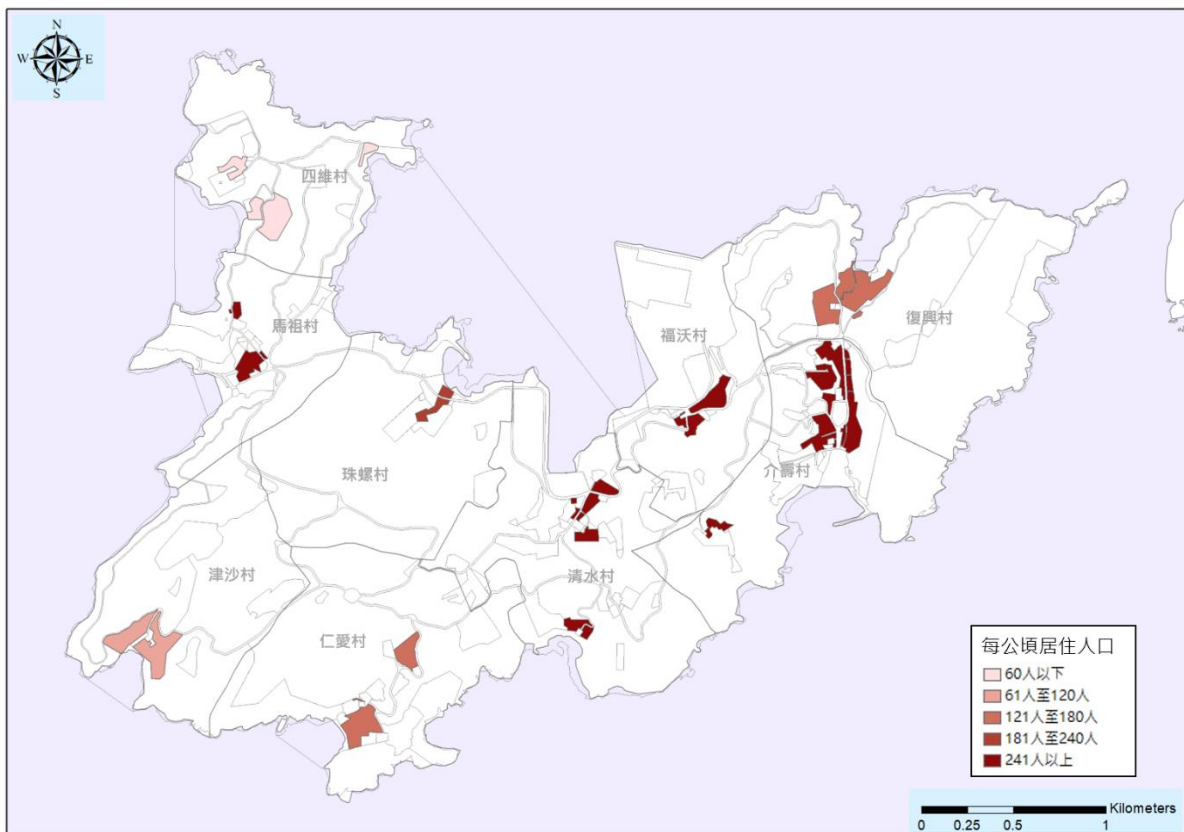 N
W E
S
四維村
馬祖村
福沃村
復興村
珠螺村
介壽村
津沙村
清水村
仁愛村
每公頃居住人口
60人以下
61人至120人
121人至180人
181人至240人
241人以上
Kilometers
0 0.25 0.5 1